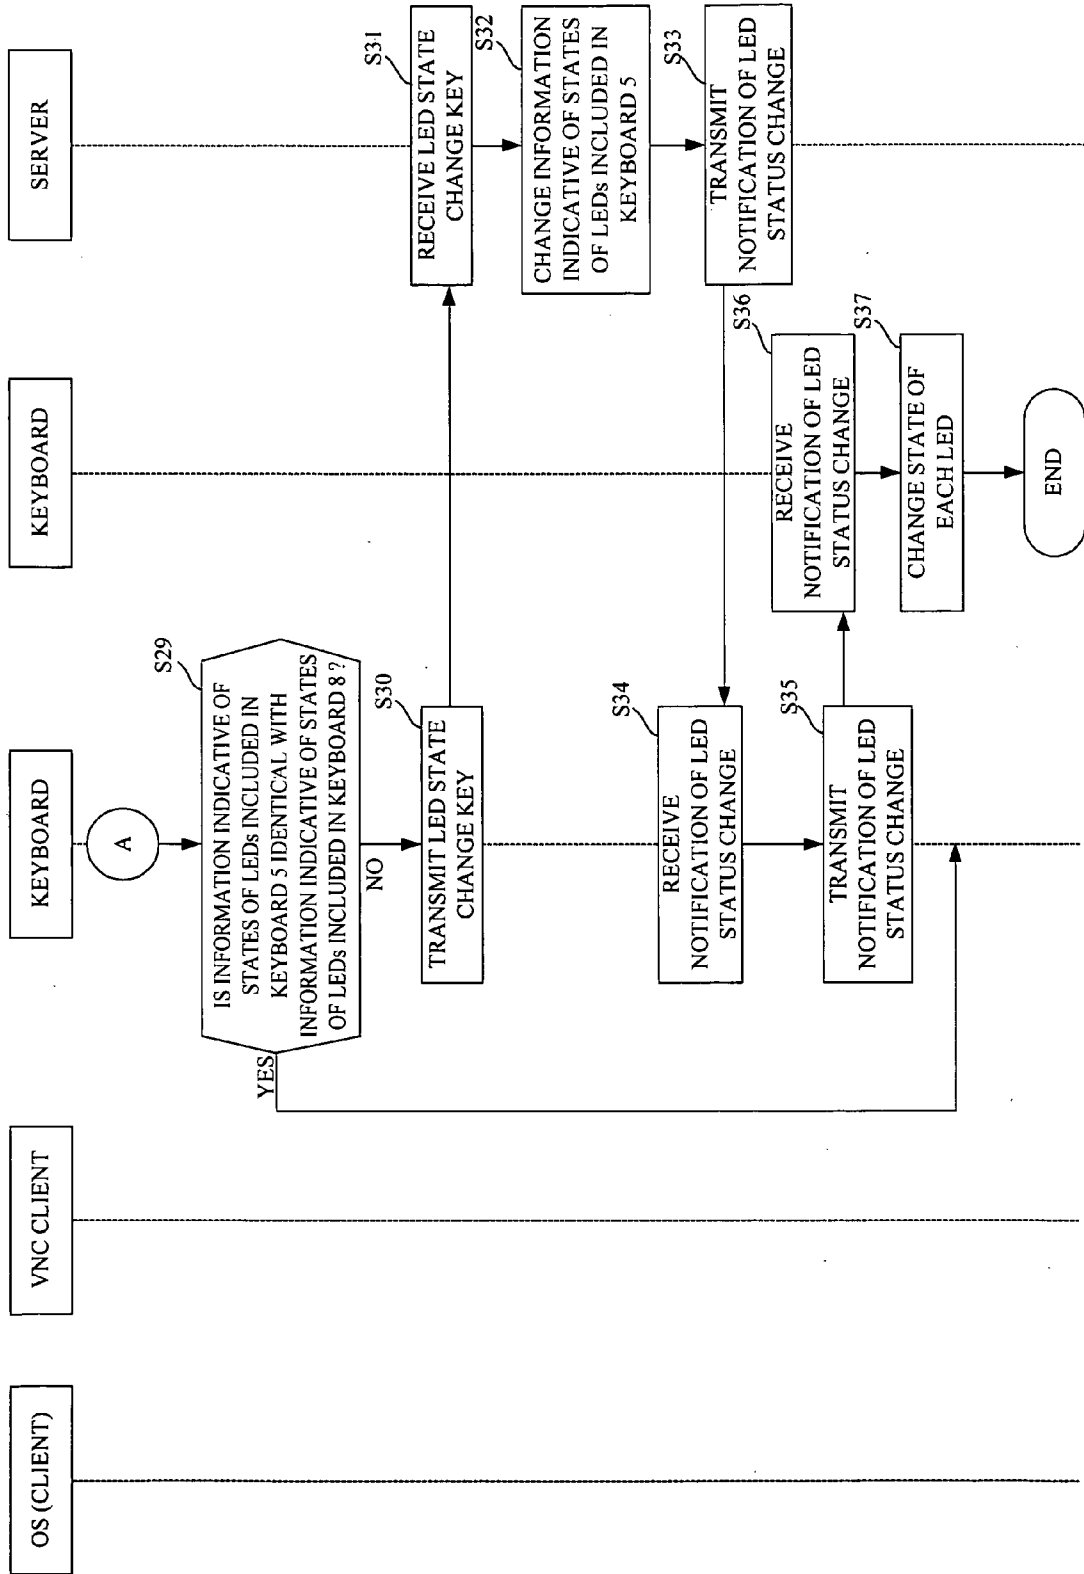 OS (CLIENT)
VNC CLIENT
KEYBOARD
KEYBOARD
SERVER
A
S29
IS INFORMATION INDICATIVE OF
STATES OF LEDs INCLUDED IN
KEYBOARD 5 IDENTICAL WITH
INFORMATION INDICATIVE OF STATES
OF LEDs INCLUDED IN KEYBOARD 8 ?
YES
NO
S30
TRANSMIT LED STATE
CHANGE KEY
S31
RECEIVE LED STATE
CHANGE KEY
S32
CHANGE INFORMATION
INDICATIVE OF STATES
OF LEDs INCLUDED IN
KEYBOARD 5
S33
TRANSMIT
NOTIFICATION OF LED
STATUS CHANGE
S34
RECEIVE
NOTIFICATION OF LED
STATUS CHANGE
S35
TRANSMIT
NOTIFICATION OF LED
STATUS CHANGE
S36
RECEIVE
NOTIFICATION OF LED
STATUS CHANGE
S37
CHANGE STATE OF
EACH LED
END